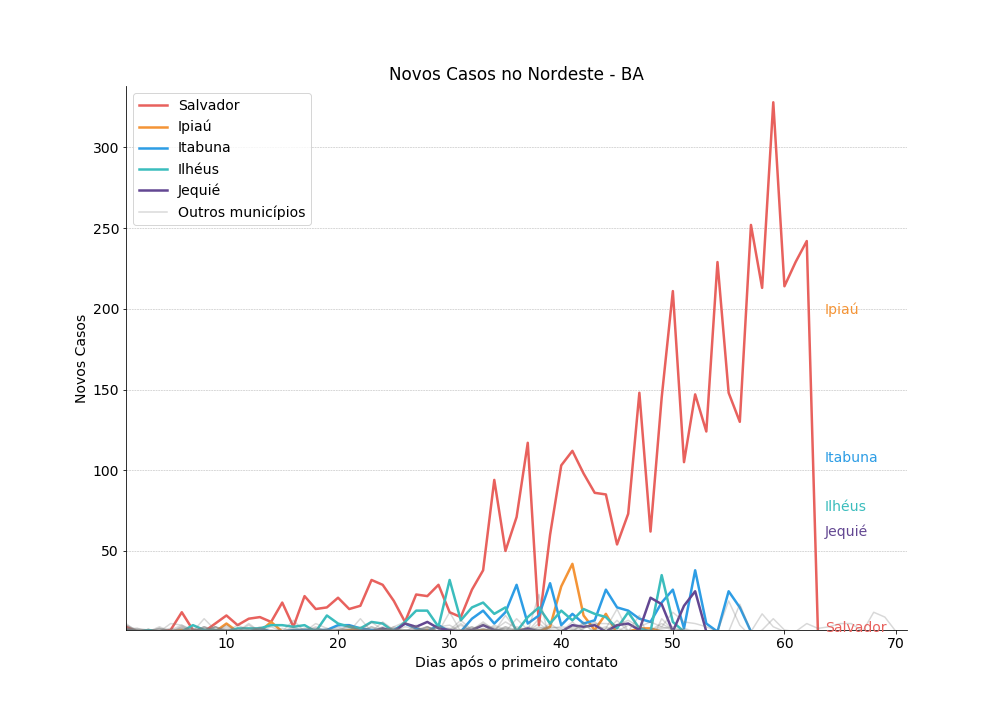 Novos Casos no Nordeste - BA
Salvador
Ipiaú
Itabuna
Ilhéus
Jequié
Outros municípios
300
250
200
150
100
50
Novos Casos
Ipiaú
Itabuna
Ilhéus
Jequié
Salvador
10 20 30 40 50 60 70
Dias após o primeiro contato